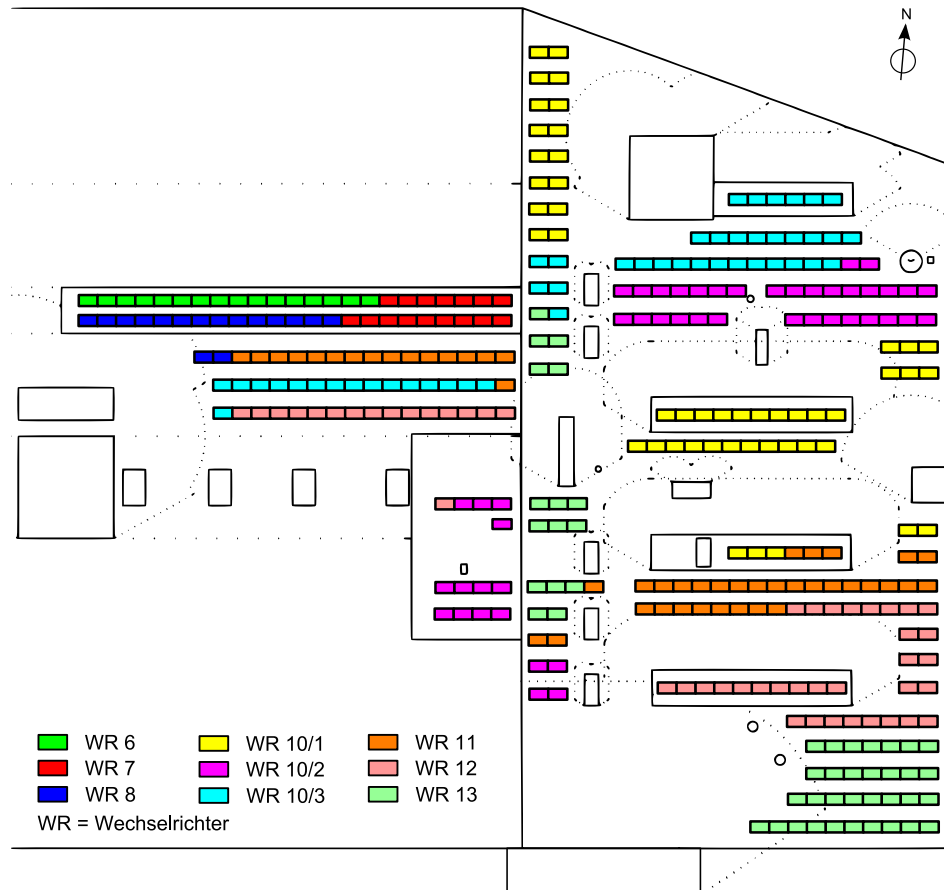 N
WR 6 WR 10/1 WR 11
WR 7 WR 10/2 WR 12
WR 8 WR 10/3 WR 13
WR = Wechselrichter